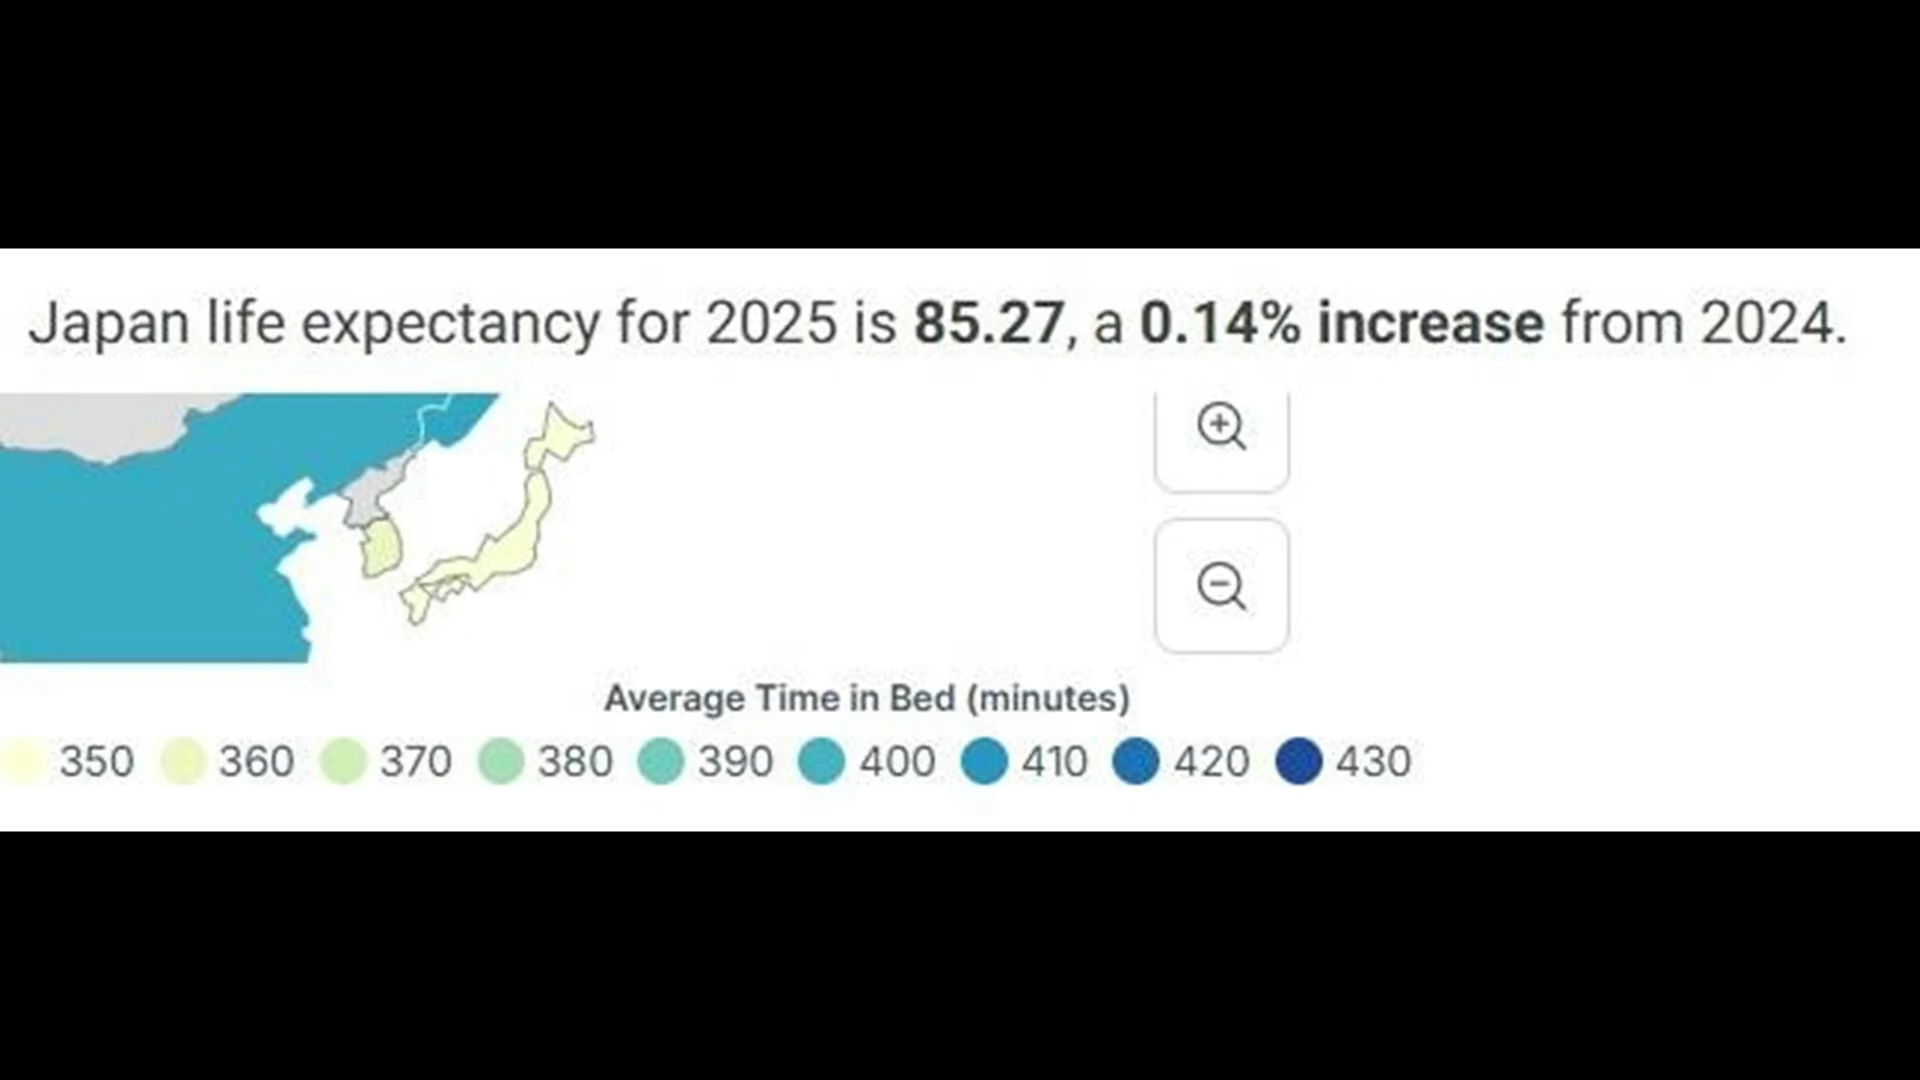 Japan life expectancy for 2025 is 85.27, a 0.14% increase from 2024.
Average Time in Bed (minutes)
350 360 370 380 390 400 410 420 430